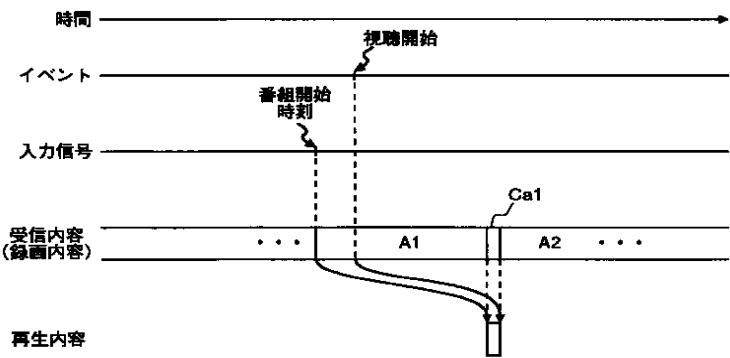 時間
視聴開始
イベント
番組開始
時刻
入力信号
Ca1
受信内容
(録画内容)
・・・
A1
A2
・・・
再生内容